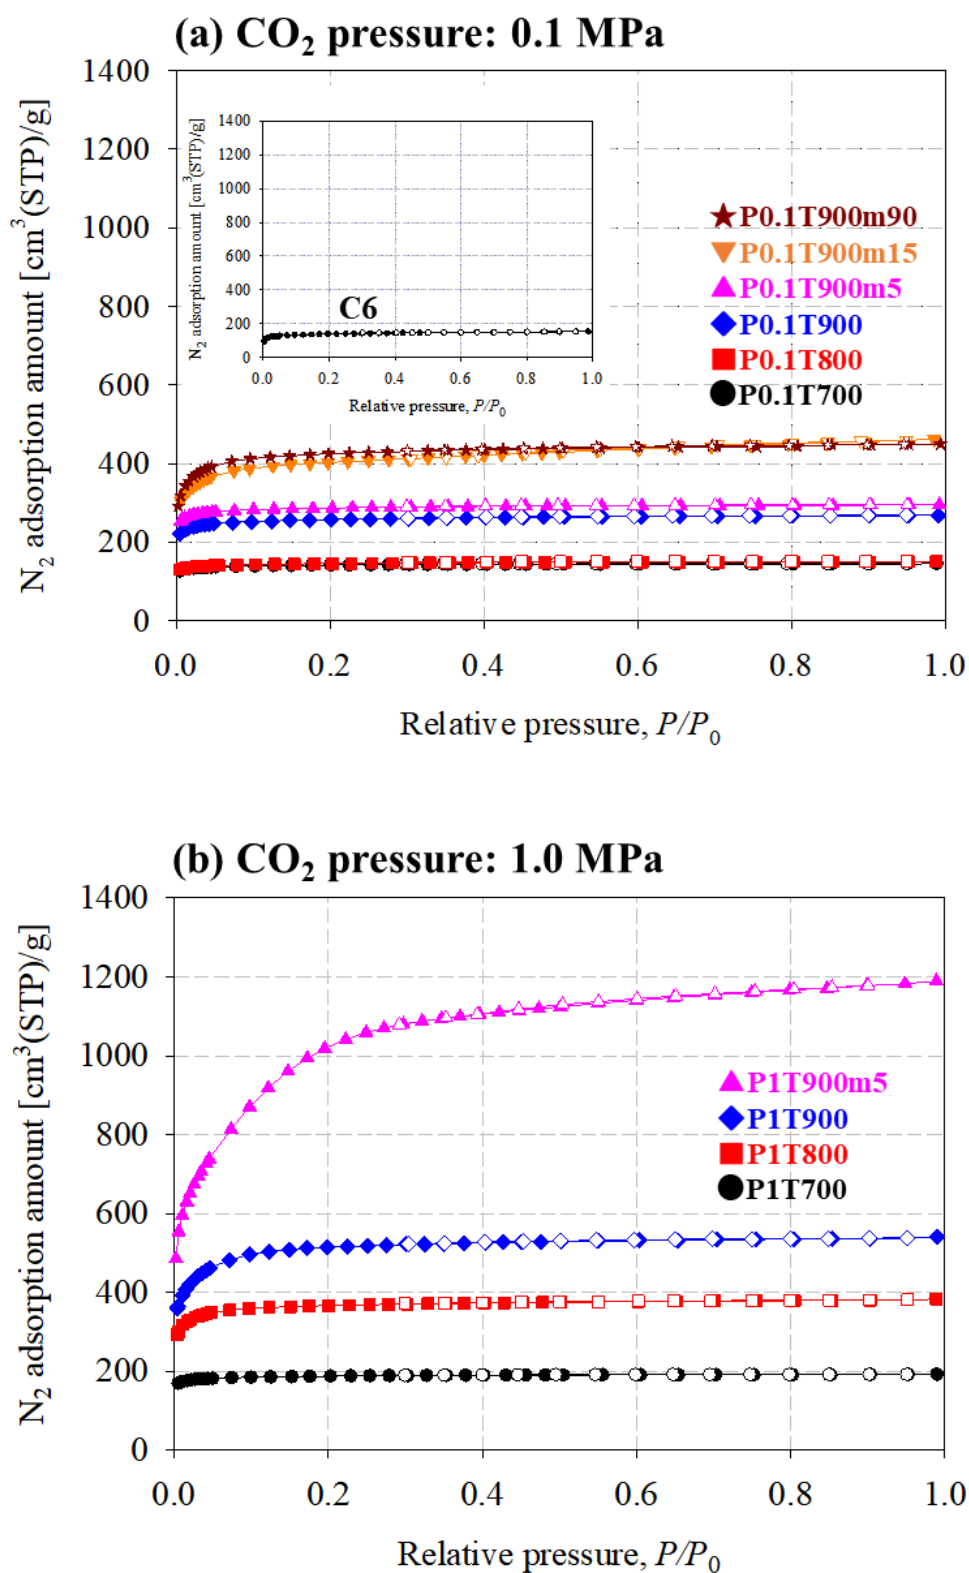 (a) CO₂ pressure: 0.1 MPa
N₂ adsorption amount [cm³(STP)/g]
1400
1200
1000
800
600
400
200
0
0.0 0.2 0.4 0.6 0.8 1.0
Relative pressure, P/P₀
N₂ adsorption amount [cm³(STP)/g]
1400
1200
1000
800
600
400
200
0
C6
0.0 0.2 0.4 0.6 0.8 1.0
Relative pressure, P/P₀
P0.1T900m90
P0.1T900m15
P0.1T900m5
P0.1T900
P0.1T800
P0.1T700
(b) CO₂ pressure: 1.0 MPa
N₂ adsorption amount [cm³(STP)/g]
1400
1200
1000
800
600
400
200
0
P1T900m5
P1T900
P1T800
P1T700
0.0 0.2 0.4 0.6 0.8 1.0
Relative pressure, P/P₀